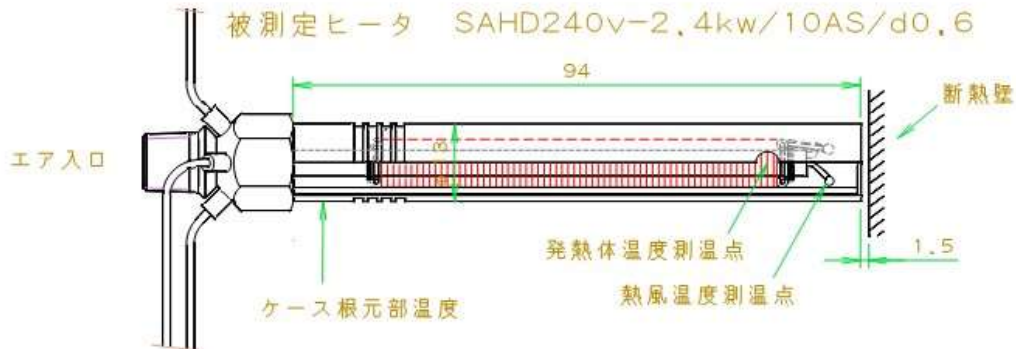 被測定ヒータ SAHD240v-2.4kw/10AS/d0.6
94
断熱壁
エア入口
発熱体温度測温点
1.5
熱風温度測温点
ケース根元部温度